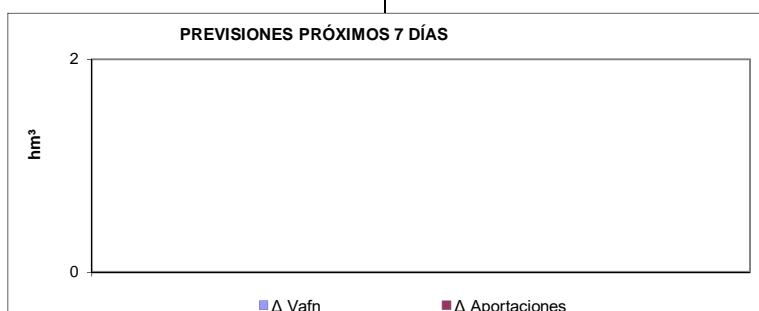 PREVISIONES PRÓXIMOS 7 DÍAS
2
hm³
0
Δ Vafn
Δ Aportaciones